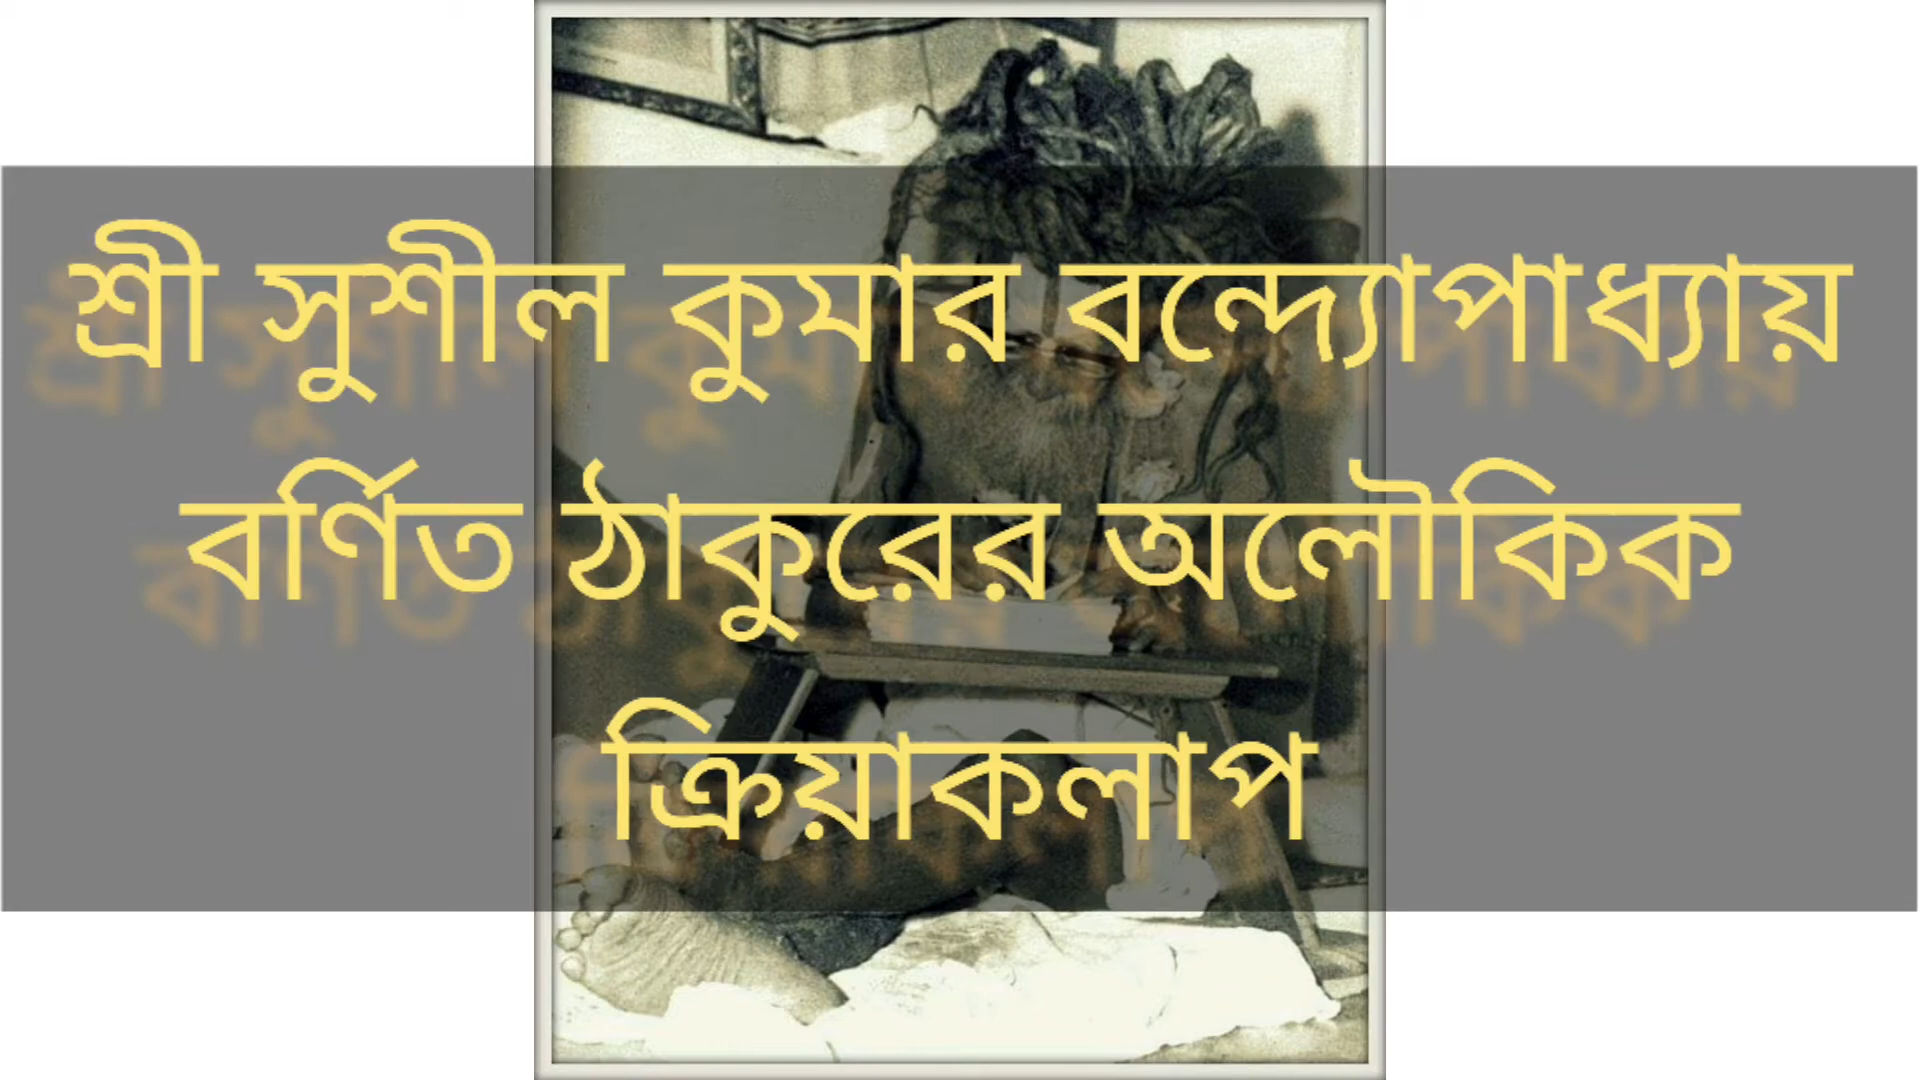 শ্রী সুশীল কুমার বন্দ্যোপাধ্যায়
বর্ণিত ঠাকুরের অলৌকিক
ক্রিয়াকলাপ